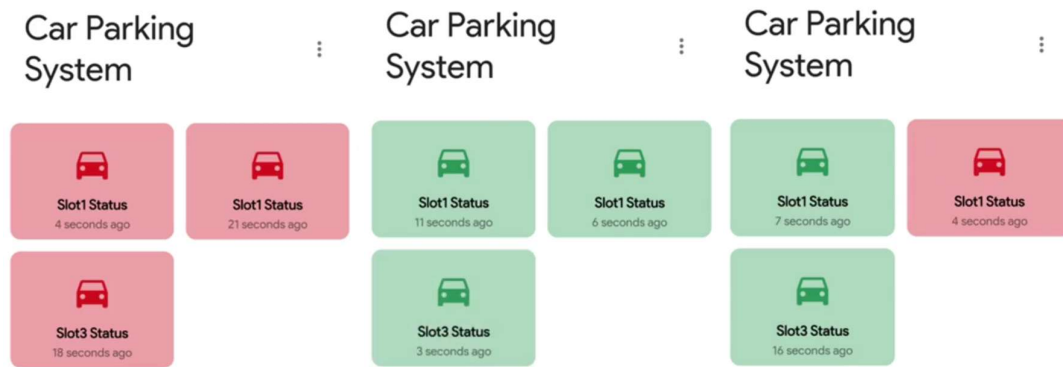 Car Parking
System
Slot1 Status
4 seconds ago
Slot1 Status
21 seconds ago
Slot3 Status
18 seconds ago
Car Parking
System
Slot1 Status
11 seconds ago
Slot1 Status
6 seconds ago
Slot3 Status
3 seconds ago
Car Parking
System
Slot1 Status
7 seconds ago
Slot1 Status
4 seconds ago
Slot3 Status
16 seconds ago